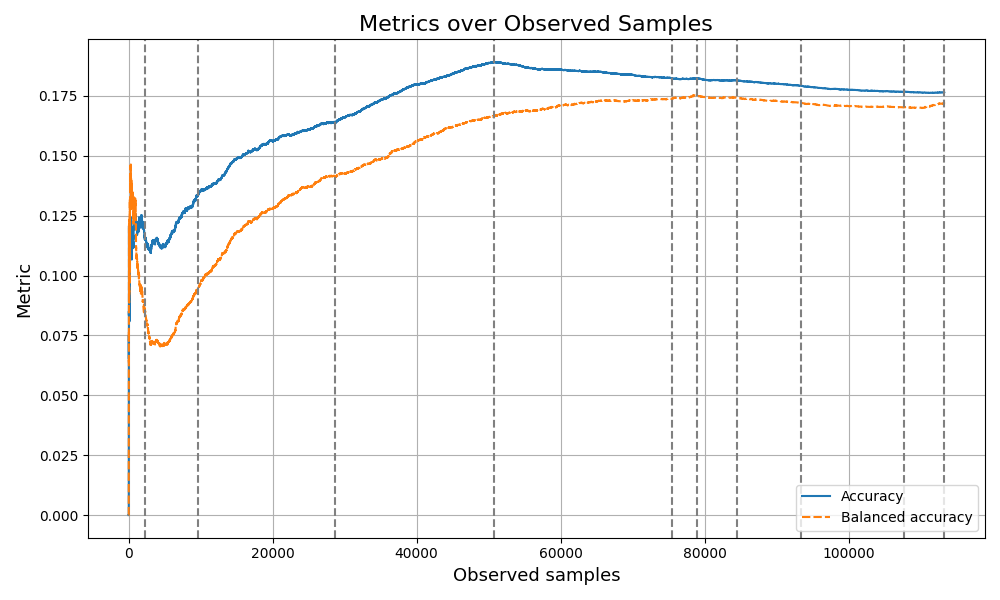 Metrics over Observed Samples
Metric
0.175
0.150
0.125
0.100
0.075
0.050
0.025
0.000
0 20000 40000 60000 80000 100000
Observed samples
Accuracy
Balanced accuracy